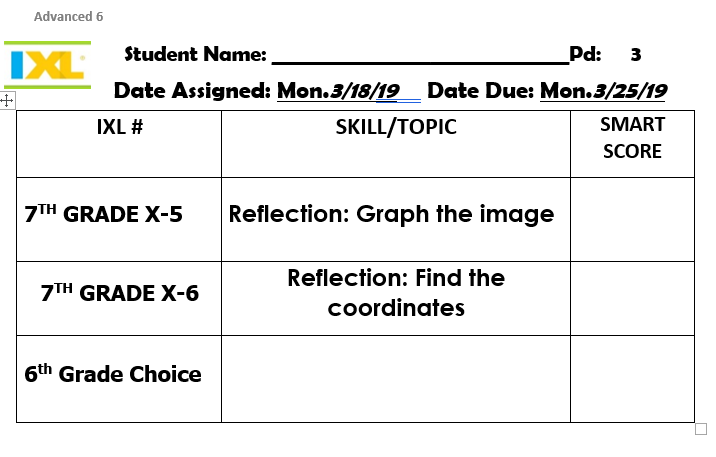 Advanced 6
IXL Student Name: ____________________Pd: 3
Date Assigned: Mon.3/18/19__ Date Due: Mon.3/25/19
IXL # SKILL/TOPIC SMART
SCORE
7TH GRADE X-5 Reflection: Graph the image
7TH GRADE X-6 Reflection: Find the
coordinates
6th Grade Choice